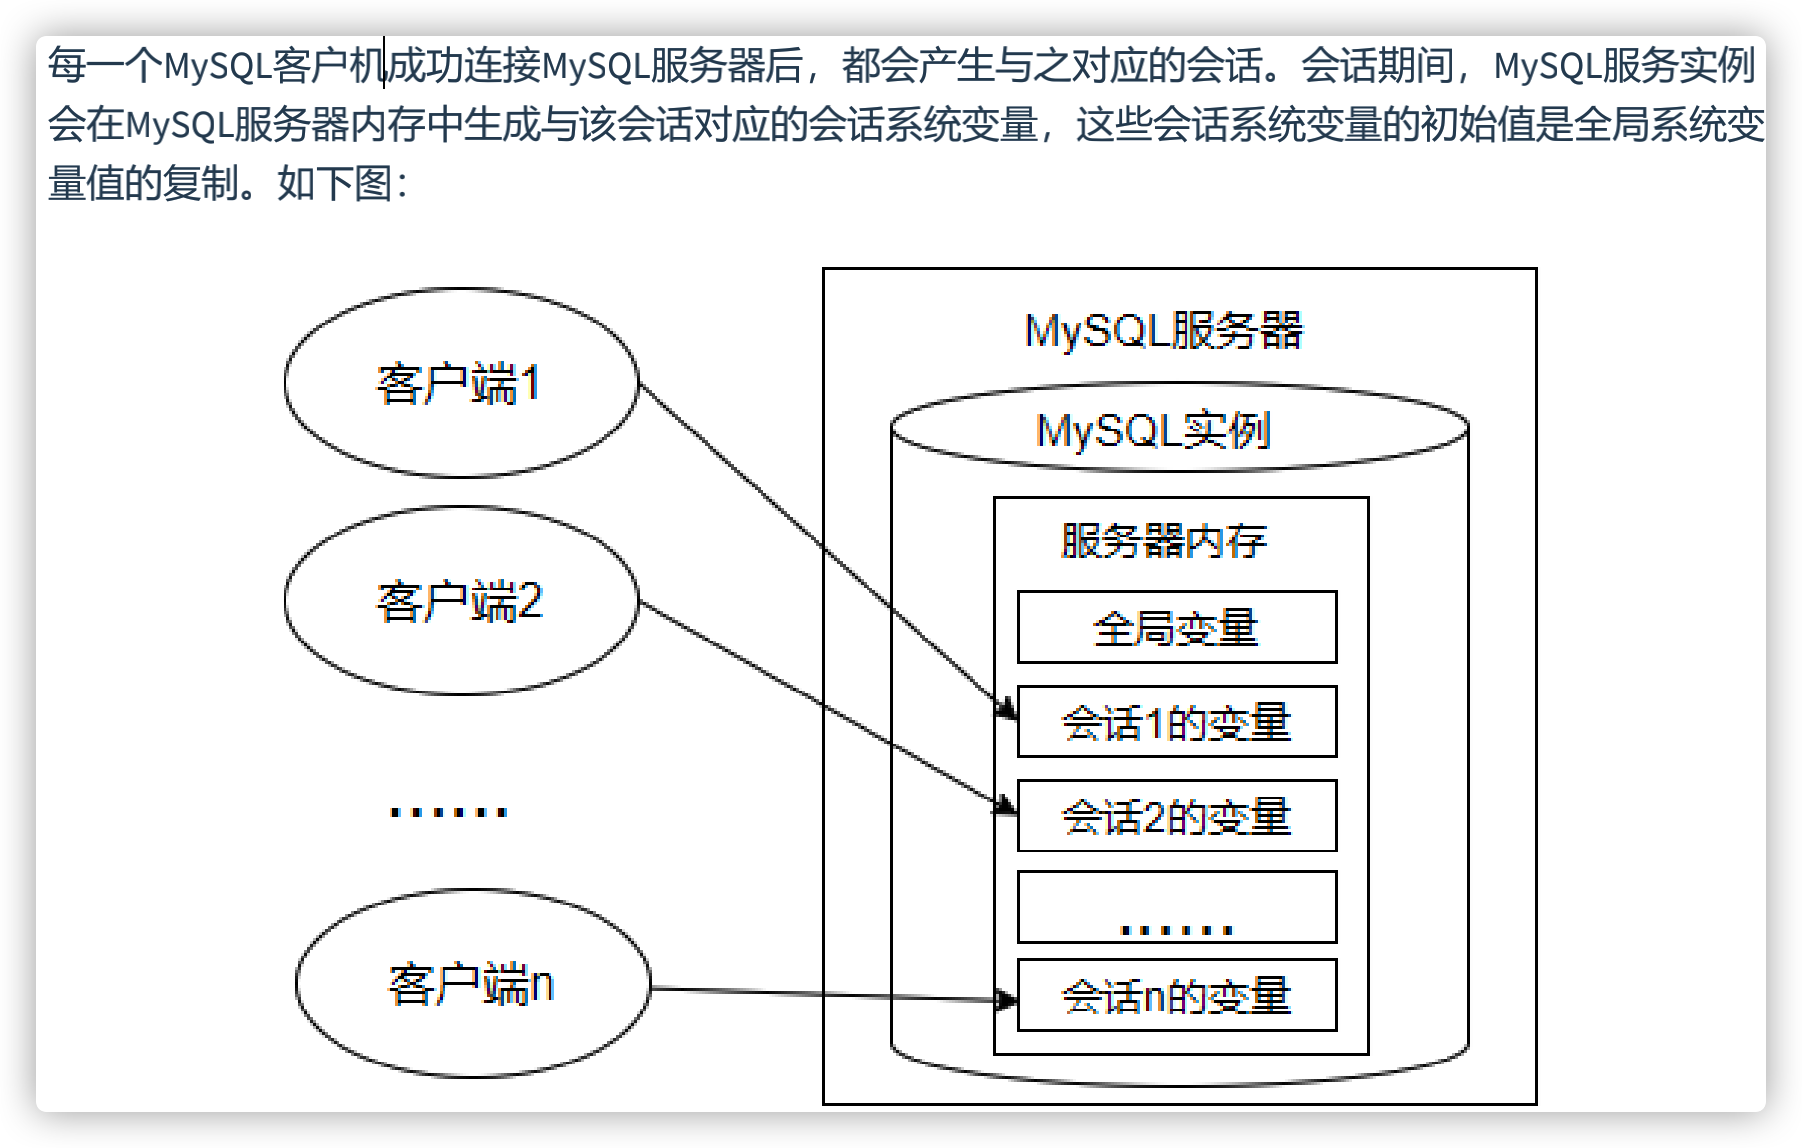 每一个MySQL客户机成功连接MySQL服务器后，都会产生与之对应的会话。会话期间，MySQL服务实例
会在MySQL服务器内存中生成与该会话对应的会话系统变量，这些会话系统变量的初始值是全局系统变
量值的复制。如下图：
MySQL服务器
客户端1
MySQL实例
服务器内存
客户端2
全局变量
会话1的变量
......
会话2的变量
......
客户端n
会话n的变量